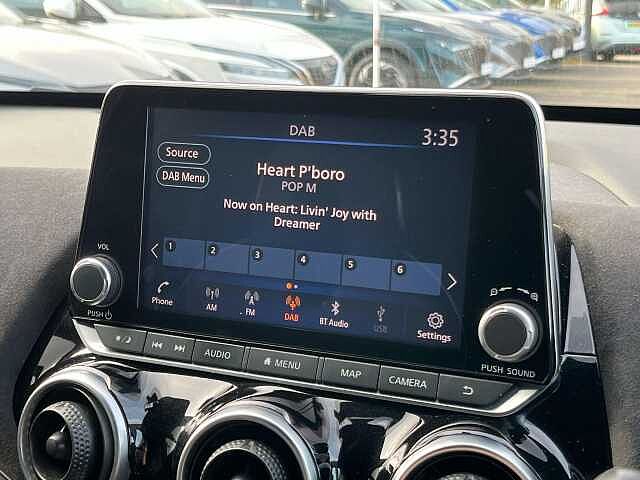 DAB
3:35
Source
DAB Menu
Heart P'boro
POP M
Now on Heart: Livin' Joy with
Dreamer
1 2 3 4 5 6
Phone AM FM DAB BT Audio USB Settings
VOL
PUSH
AUDIO MENU MAP CAMERA
PUSH SOUND